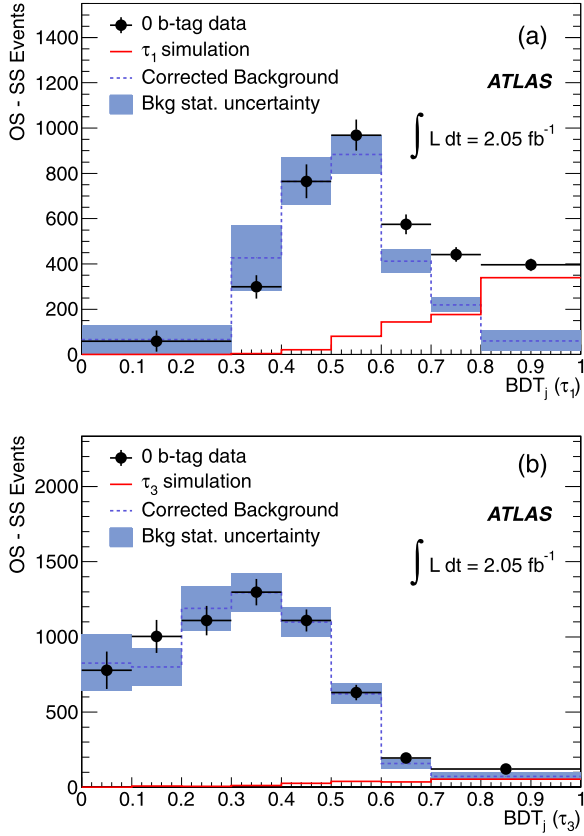 (a)
0 b-tag data
τ1 simulation
Corrected Background
Bkg stat. uncertainty
ATLAS
∫ L dt = 2.05 fb⁻¹
OS - SS Events
1400
1200
1000
800
600
400
200
0
0 0.1 0.2 0.3 0.4 0.5 0.6 0.7 0.8 0.9 1
BDTj (τ1)
(b)
0 b-tag data
τ3 simulation
Corrected Background
Bkg stat. uncertainty
ATLAS
∫ L dt = 2.05 fb⁻¹
OS - SS Events
2000
1500
1000
500
0
0 0.1 0.2 0.3 0.4 0.5 0.6 0.7 0.8 0.9 1
BDTj (τ3)